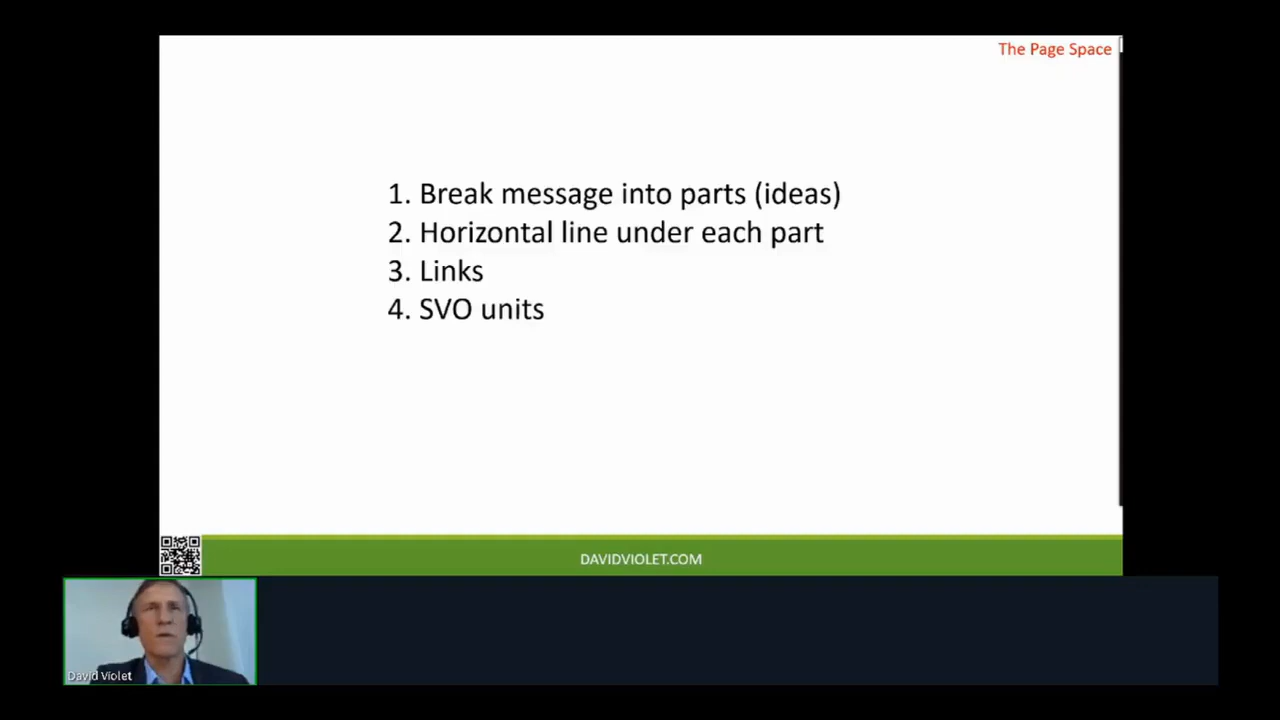 The Page Space
1. Break message into parts (ideas)
2. Horizontal line under each part
3. Links
4. SVO units
DAVIDVIOLET.COM
David Violet